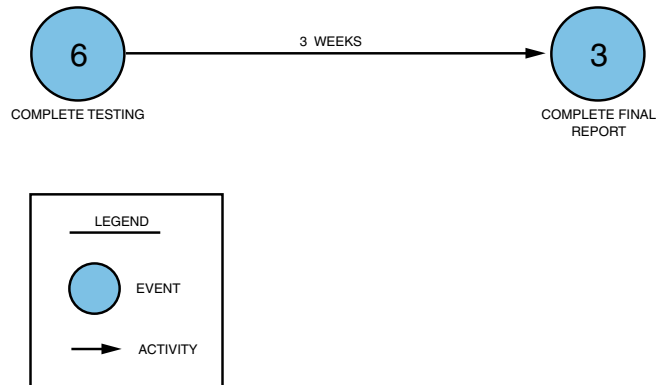 6
3 WEEKS
3
COMPLETE TESTING
COMPLETE FINAL
REPORT
LEGEND
EVENT
ACTIVITY